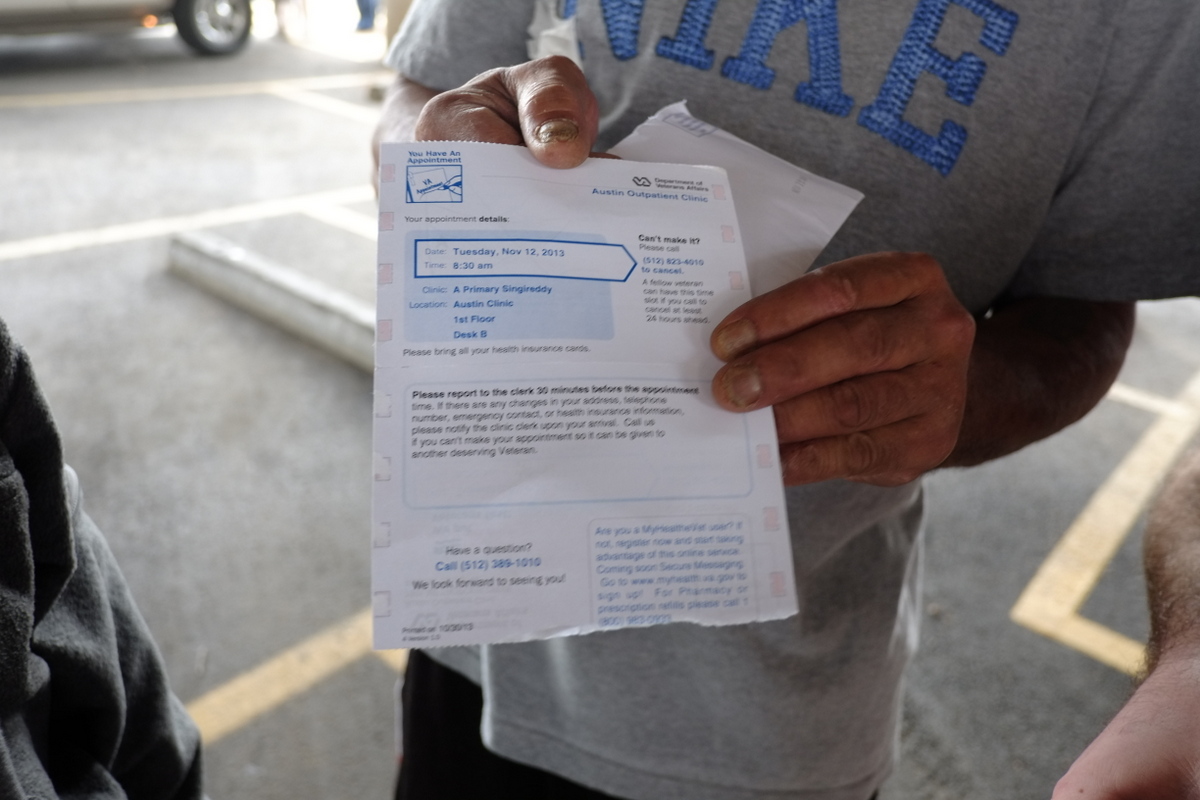 NIKE
You Have An
Appointment
VA
Appointment
Department of
Veterans Affairs
Austin Outpatient Clinic
Your appointment details:
Date: Tuesday, Nov 12, 2013
Time: 8:30 am
Clinic: A Primary Singireddy
Location: Austin Clinic
1st Floor
Desk B
Can't make it?
Please call
(512) 823-4010
to cancel.
A fellow veteran
can have this time
slot if you call to
cancel at least
24 hours ahead.
Please bring all your health insurance cards.
Please report to the clerk 30 minutes before the appointment
time. If there are any changes in your address, telephone
number, emergency contact, or health insurance information,
please notify the clinic clerk upon your arrival. Call us
if you can't make your appointment so it can be given to
another deserving Veteran.
Have a question?
Call (512) 389-1010
We look forward to seeing you!
Are you a MyHealtheVet user? If
not, register now and start taking
advantage of this online service.
Coming soon Secure Messaging.
Go to www.myhealth.va.gov to
sign up! For Pharmacy or
prescription refills please call 1
Printed on 10/30/13